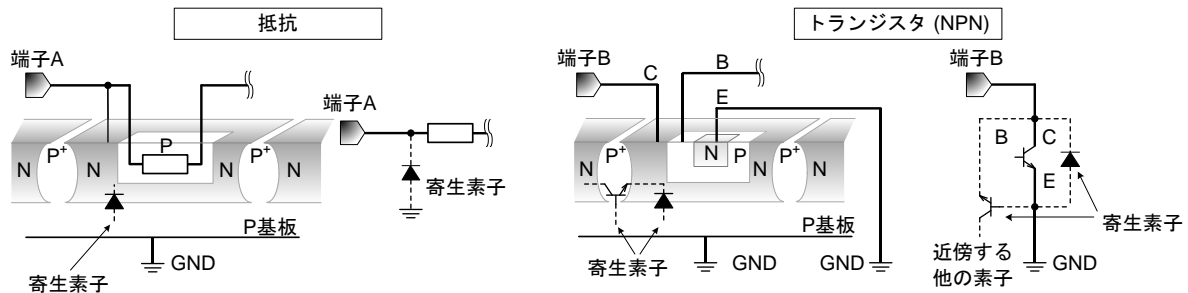 抵抗
端子A
P
N
P+
N
N
P+
N
P基板
GND
寄生素子
端子A
寄生素子
トランジスタ (NPN)
端子B
C
B
E
N
P+
N
N
P
N
P+
N
P基板
寄生素子
GND
GND
端子B
B
C
E
寄生素子
近傍する
他の素子
GND